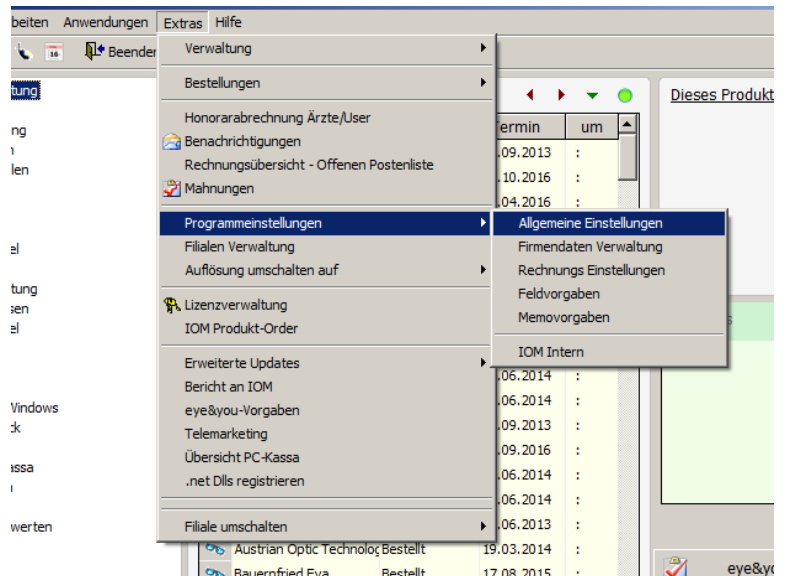 beiten Anwendungen Extras Hilfe
16 Beenden
Verwaltung
Bestellungen
Honorarabrechnung Ärzte/User
Benachrichtigungen
Rechnungsübersicht - Offenen Postenliste
Mahnungen
Programmeinstellungen
Filialen Verwaltung
Auflösung umschalten auf
Lizenzverwaltung
IOM Produkt-Order
Erweiterte Updates
Bericht an IOM
eye&you-Vorgaben
Telemarketing
Übersicht PC-Kassa
.net Dlls registrieren
Filiale umschalten
Allgemeine Einstellungen
Firmendaten Verwaltung
Rechnungs Einstellungen
Feldvorgaben
Memovorgaben
IOM Intern
tung
ng
len
el
tung
sen
el
Windows
ck
assa
werten
Termin um
.09.2013 :
.10.2016 :
.04.2016 :
.06.2014 :
.06.2014 :
.09.2013 :
.09.2016 :
.06.2014 :
.06.2014 :
.06.2013 :
Austrian Optic Technolog Bestellt 19.03.2014 :
Bauernfried Eva Bestellt 17.08.2015 :
Dieses Produkt
s
eye&yo